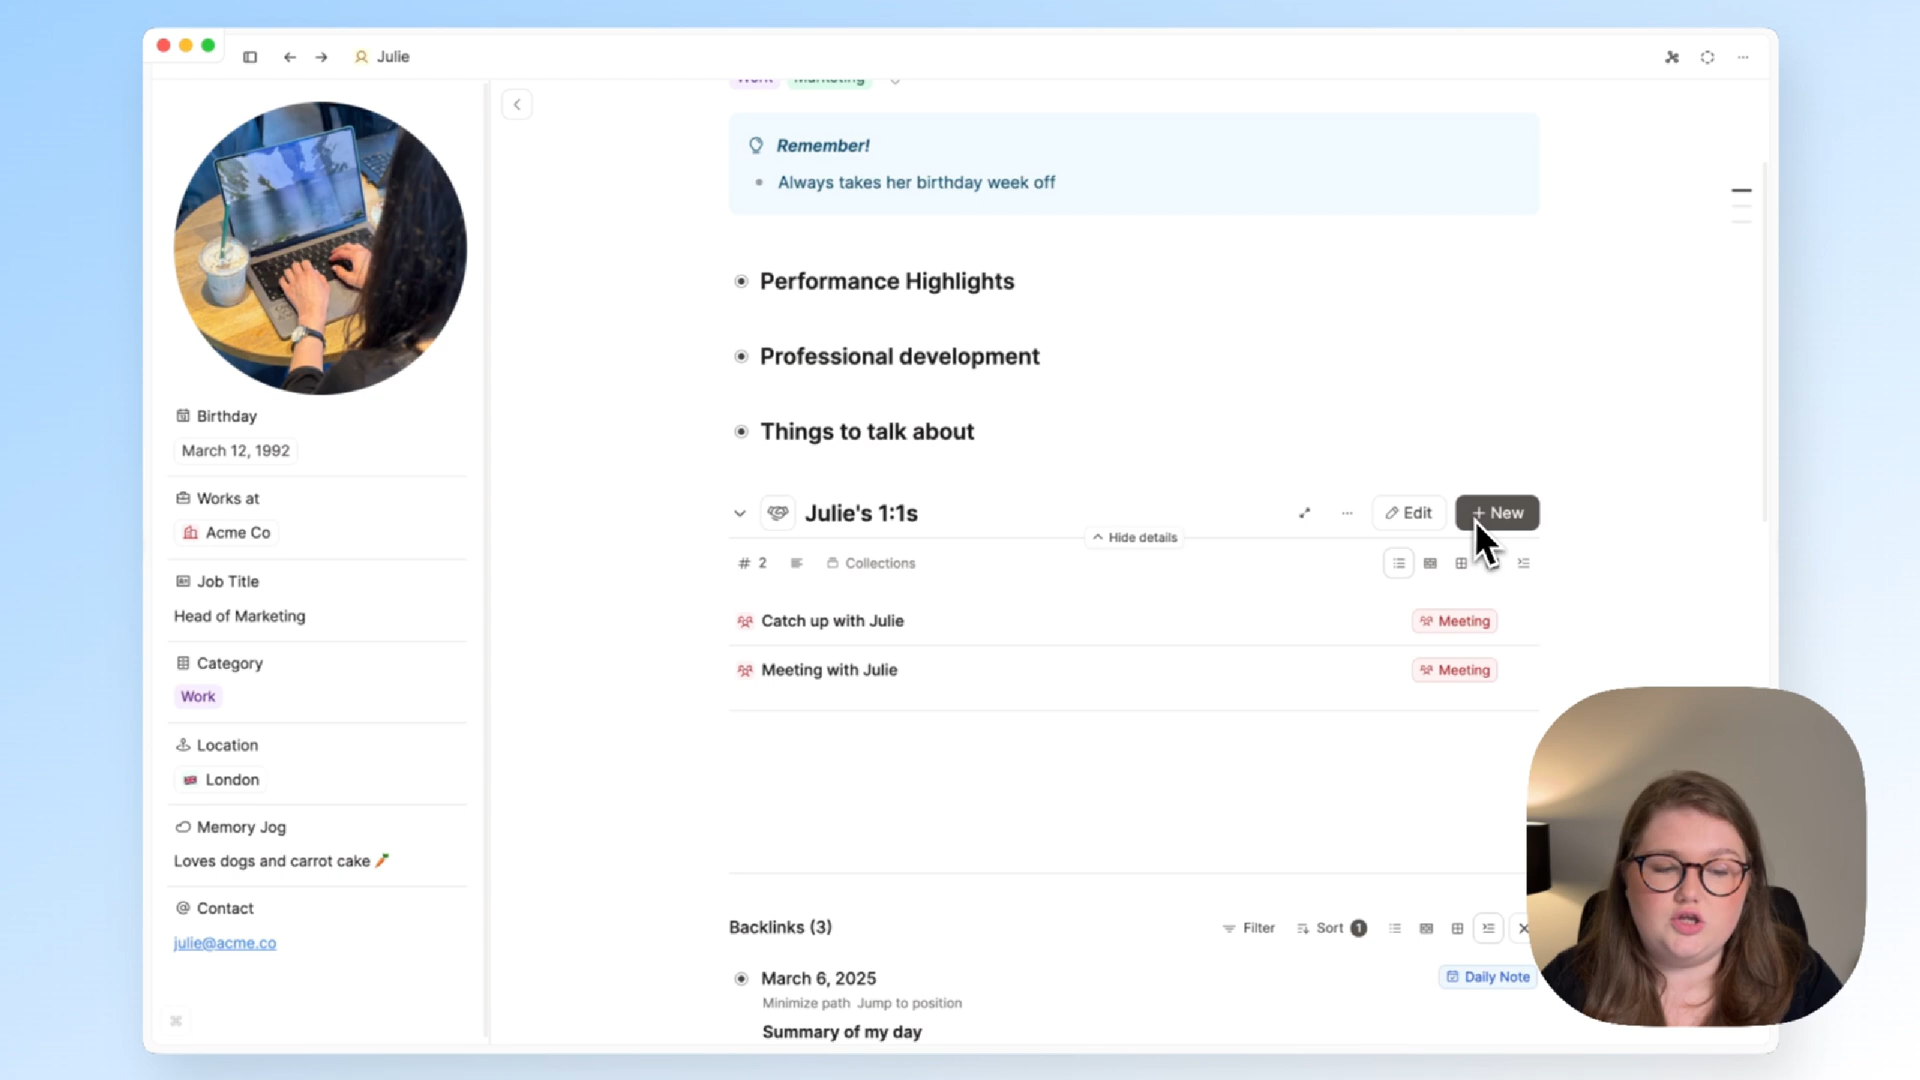 Julie
Work Marketing
Remember!
Always takes her birthday week off
Performance Highlights
Professional development
Things to talk about
Julie's 1:1s
Edit
+ New
Hide details
# 2
Collections
Catch up with Julie
Meeting
Meeting with Julie
Meeting
Backlinks (3)
Filter
Sort 1
March 6, 2025
Daily Note
Minimize path Jump to position
Summary of my day
Birthday
March 12, 1992
Works at
Acme Co
Job Title
Head of Marketing
Category
Work
Location
London
Memory Jog
Loves dogs and carrot cake 🥕
@ Contact
julie@acme.co